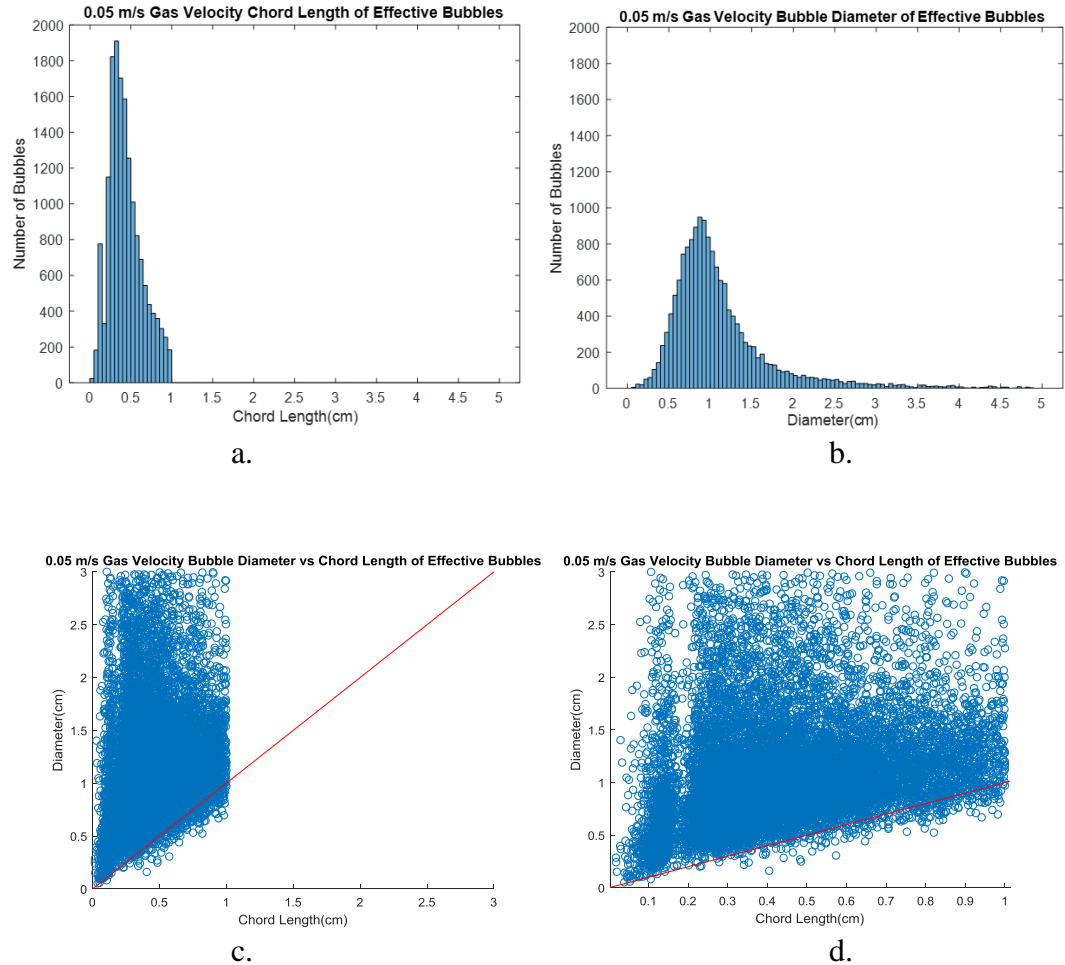 0.05 m/s Gas Velocity Chord Length of Effective Bubbles
2000
1800
1600
1400
1200
1000
800
600
400
200
0
Number of Bubbles
0 0.5 1 1.5 2 2.5 3 3.5 4 4.5 5
Chord Length(cm)
a.
0.05 m/s Gas Velocity Bubble Diameter of Effective Bubbles
2000
1800
1600
1400
1200
1000
800
600
400
200
0
Number of Bubbles
0 0.5 1 1.5 2 2.5 3 3.5 4 4.5 5
Diameter(cm)
b.
0.05 m/s Gas Velocity Bubble Diameter vs Chord Length of Effective Bubbles
3
2.5
2
1.5
1
0.5
0
Diameter(cm)
0 0.5 1 1.5 2 2.5 3
Chord Length(cm)
c.
0.05 m/s Gas Velocity Bubble Diameter vs Chord Length of Effective Bubbles
3
2.5
2
1.5
1
0.5
0
Diameter(cm)
0.1 0.2 0.3 0.4 0.5 0.6 0.7 0.8 0.9 1
Chord Length(cm)
d.